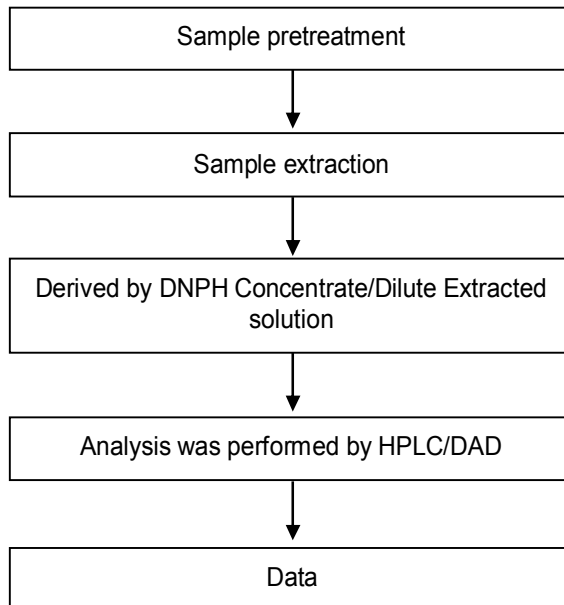 Sample pretreatment
Sample extraction
Derived by DNPH Concentrate/Dilute Extracted
solution
Analysis was performed by HPLC/DAD
Data